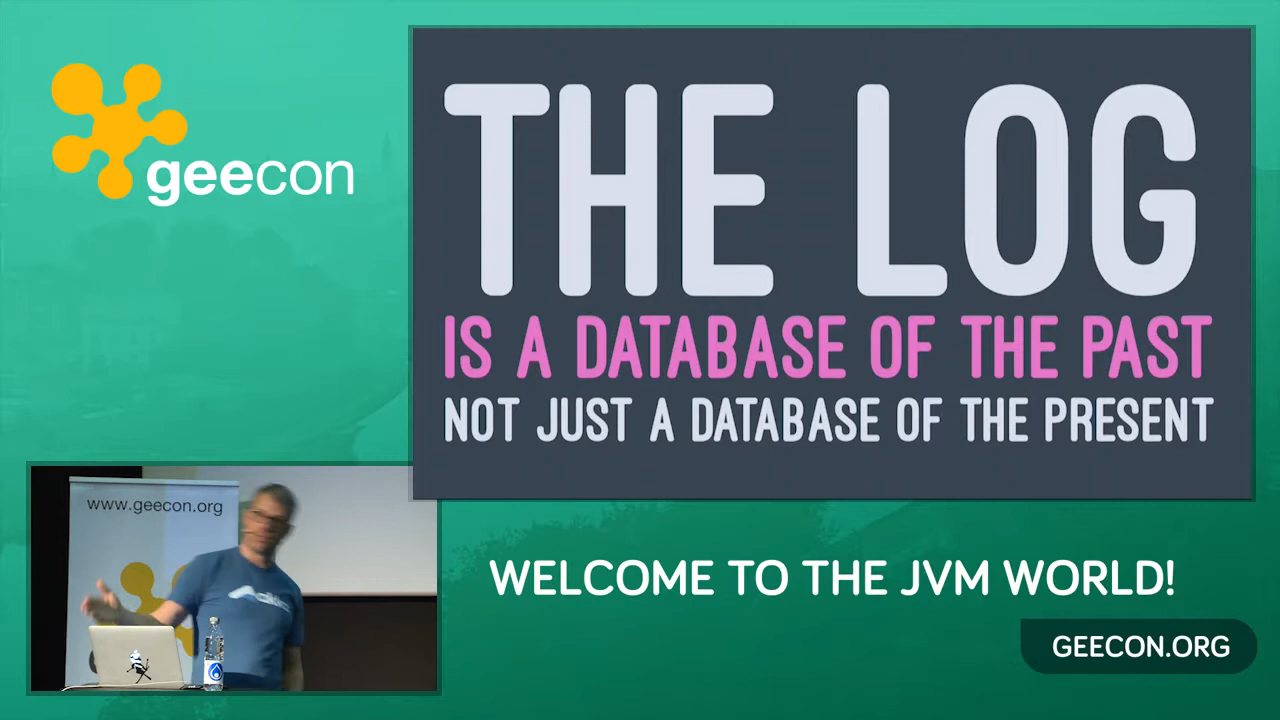 geecon
THE LOG
IS A DATABASE OF THE PAST
NOT JUST A DATABASE OF THE PRESENT
www.geecon.org
WELCOME TO THE JVM WORLD!
GEECON.ORG